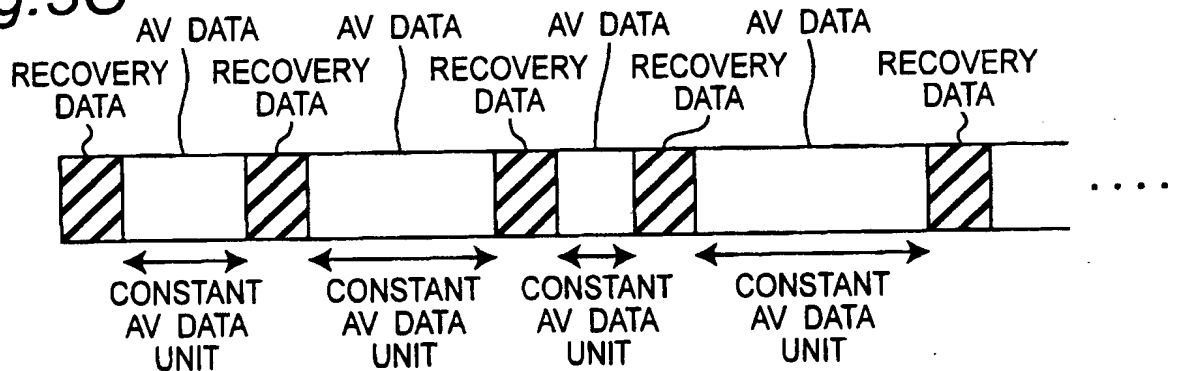 AV DATA AV DATA AV DATA AV DATA
RECOVERY DATA RECOVERY DATA RECOVERY DATA RECOVERY DATA RECOVERY DATA
....
CONSTANT AV DATA UNIT
CONSTANT AV DATA UNIT
CONSTANT AV DATA UNIT
CONSTANT AV DATA UNIT